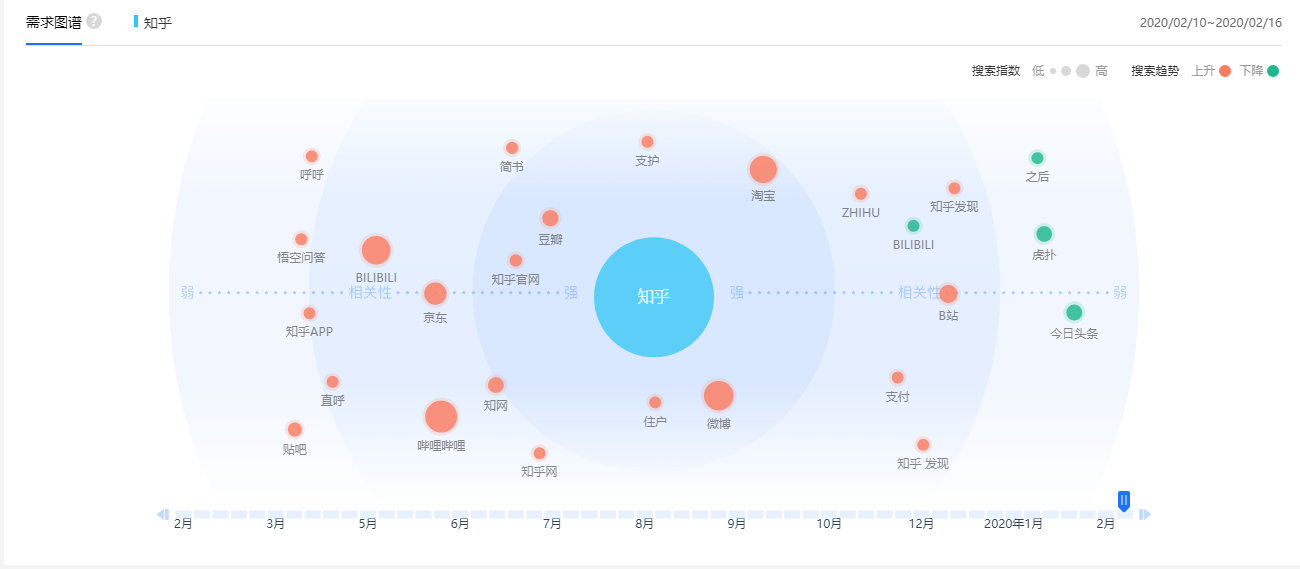 需求图谱 ? 知乎 2020/02/10~2020/02/16
搜索指数 低 高 搜索趋势 上升 下降
支护
简书
呼呼
之后
淘宝
知乎发现
ZHIHU
豆瓣
BILIBILI
悟空问答
虎扑
知乎官网
BILIBILI
弱 相关性 强 知乎 强 相关性 弱
京东
B站
知乎APP
今日头条
直呼
支付
知网
住户
微博
哔哩哔哩
贴吧
知乎 发现
知乎网
2月 3月 5月 6月 7月 8月 9月 10月 12月 2020年1月 2月